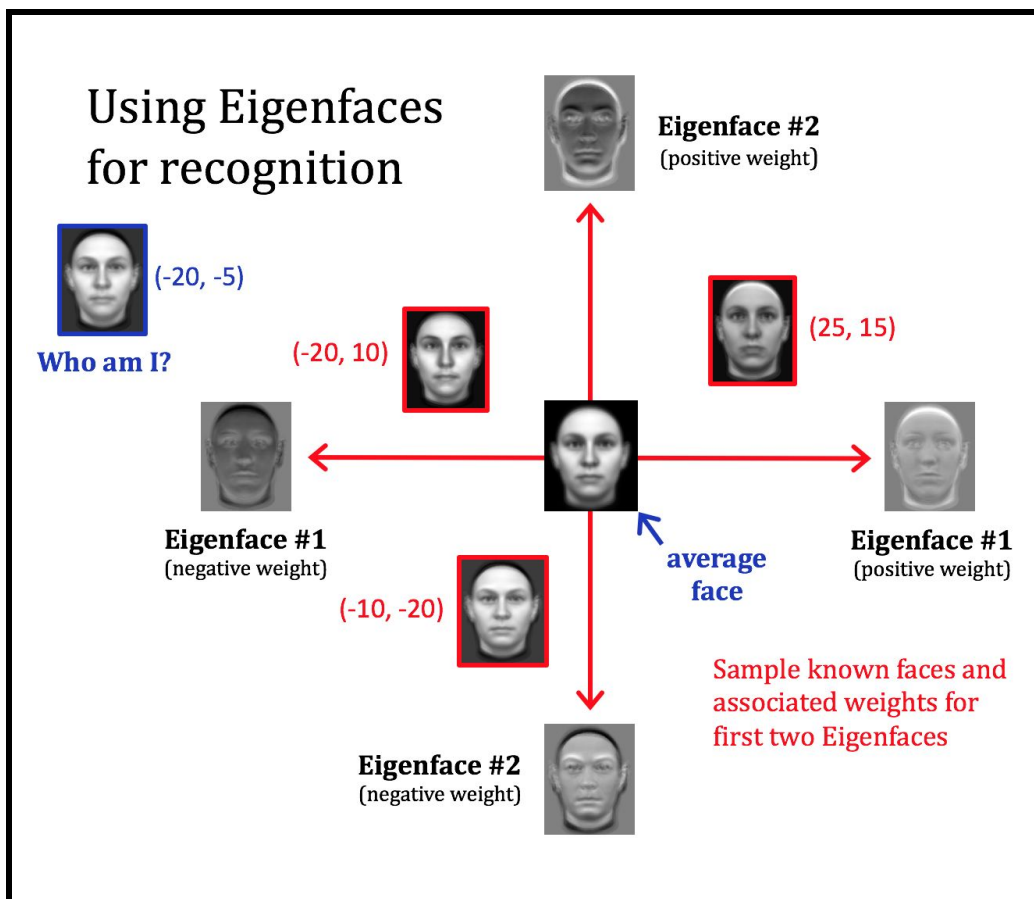 Using Eigenfaces
for recognition
Eigenface #2
(positive weight)
(-20, -5)
Who am I?
(-20, 10)
(25, 15)
Eigenface #1
(negative weight)
average
face
Eigenface #1
(positive weight)
(-10, -20)
Sample known faces and
associated weights for
first two Eigenfaces
Eigenface #2
(negative weight)